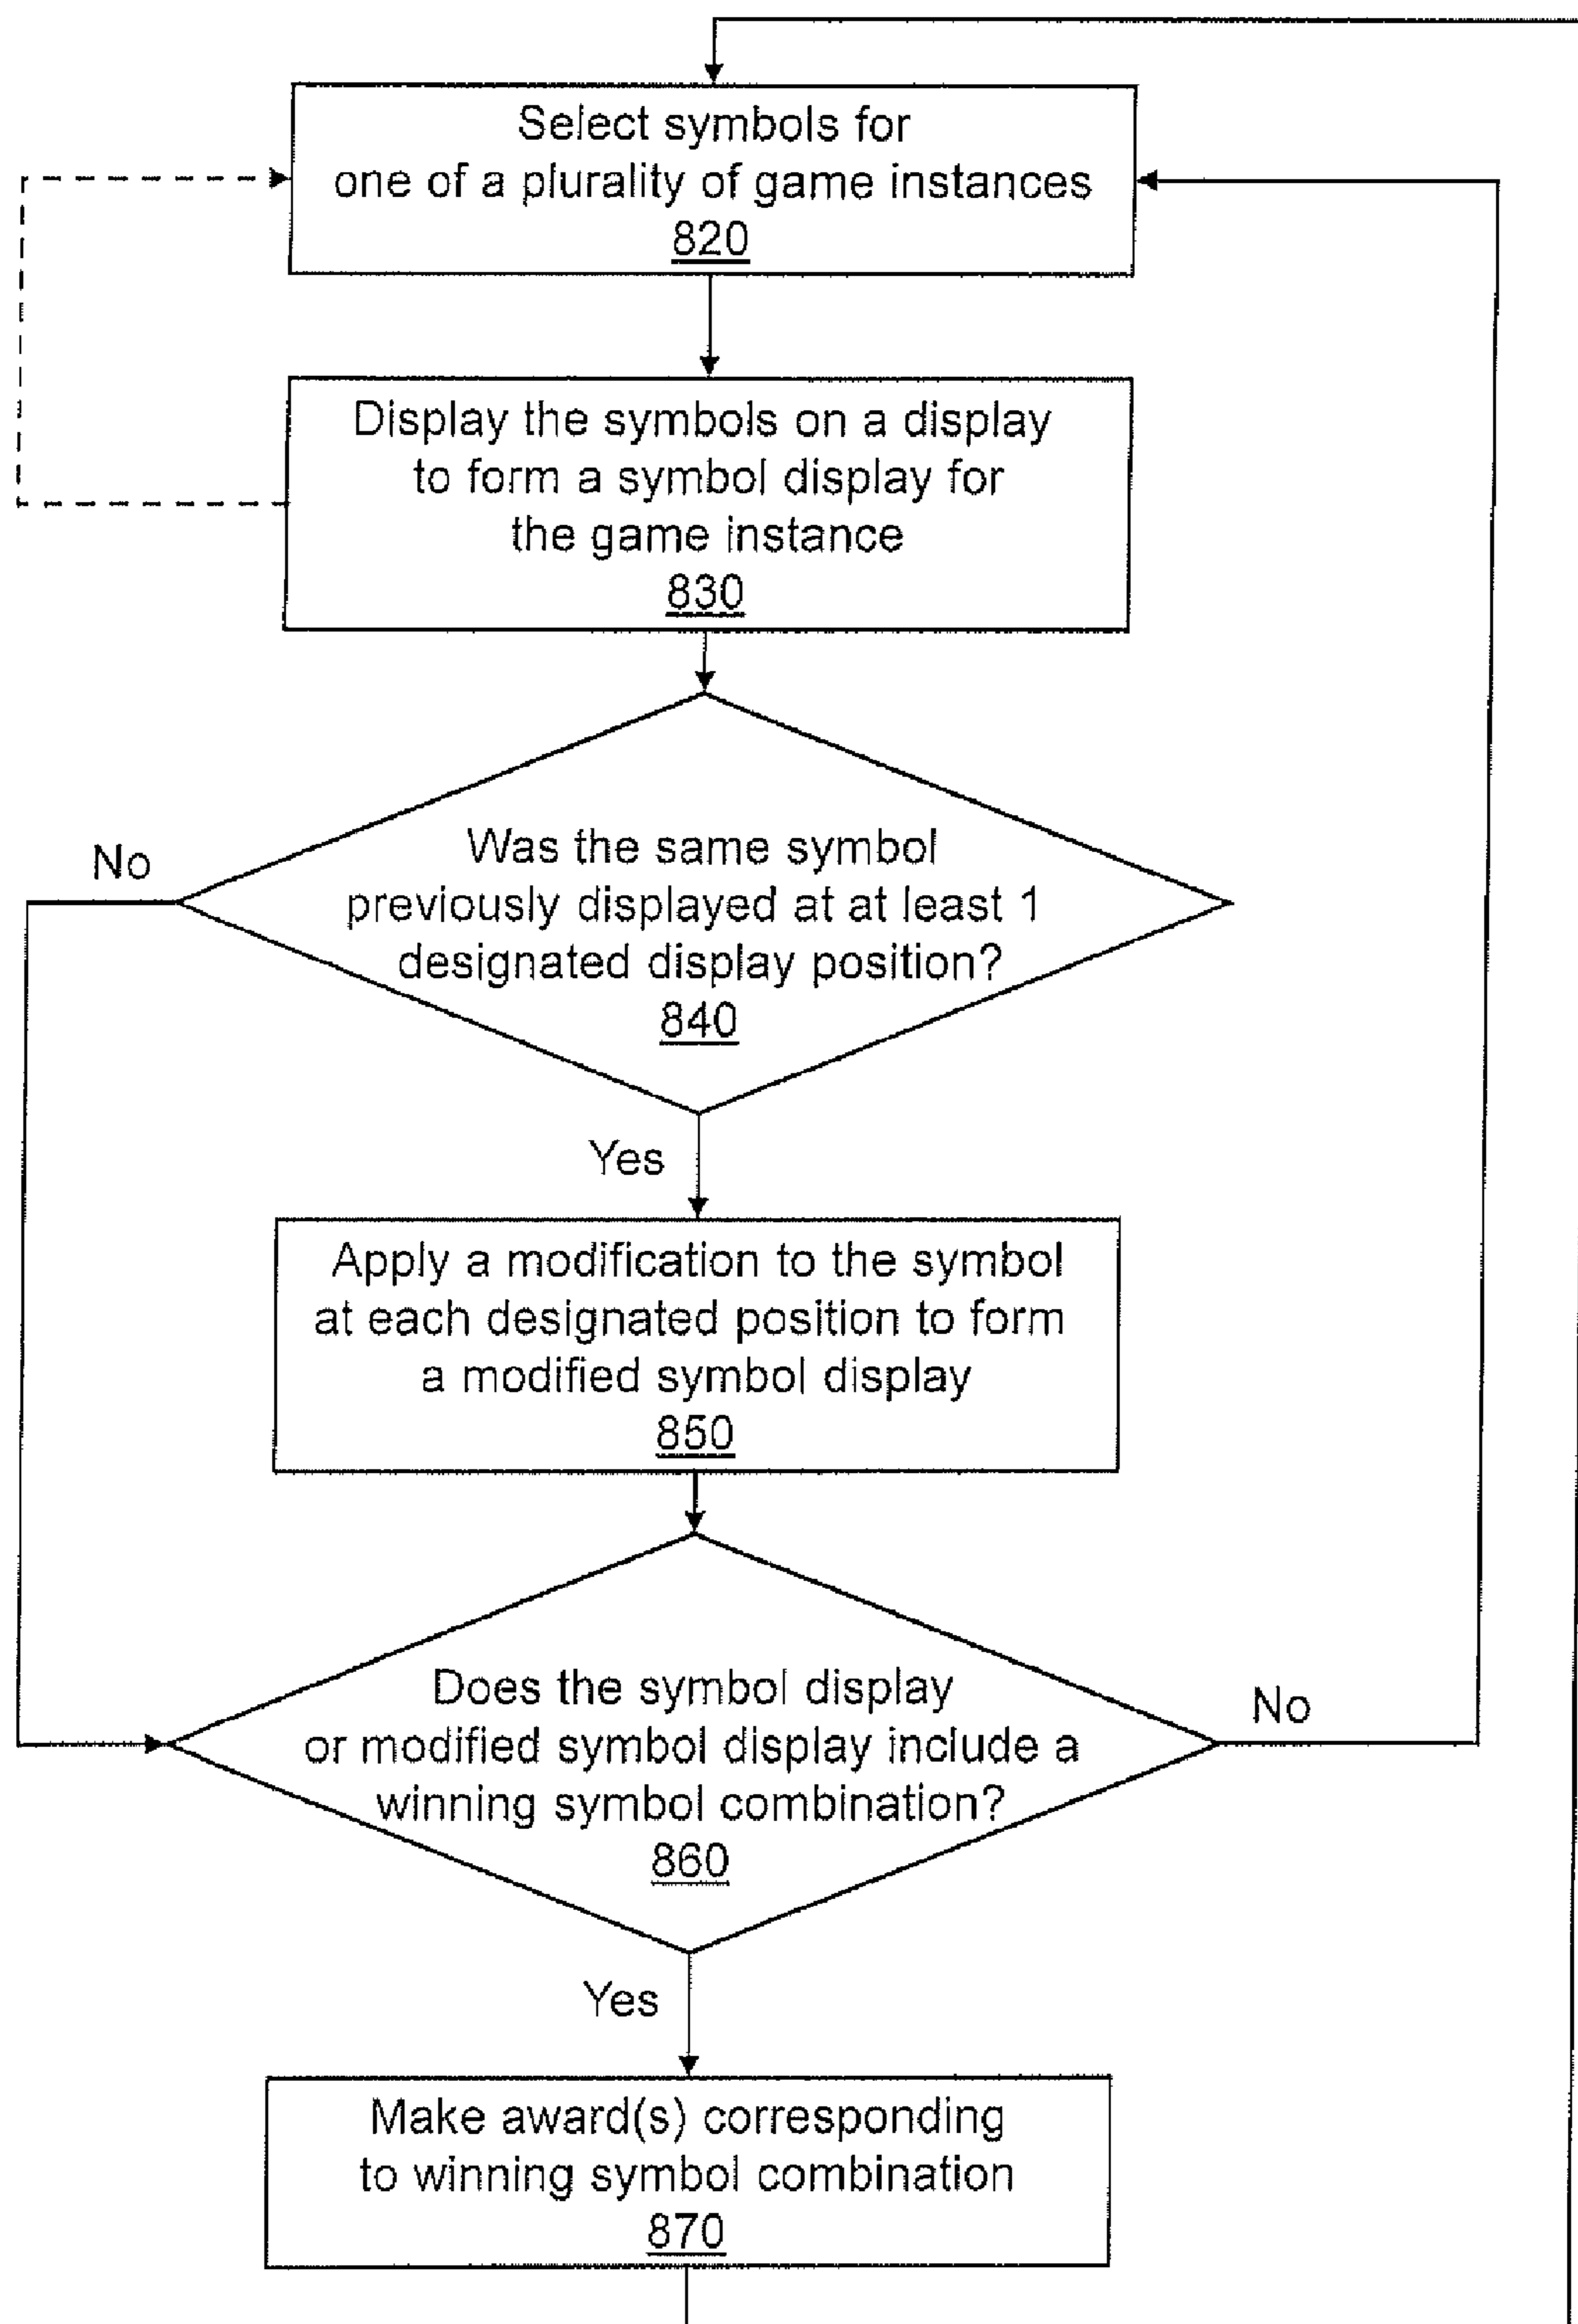 Select symbols for
one of a plurality of game instances
820
Display the symbols on a display
to form a symbol display for
the game instance
830
Was the same symbol
previously displayed at at least 1
designated display position?
840
No
Yes
Apply a modification to the symbol
at each designated position to form
a modified symbol display
850
Does the symbol display
or modified symbol display include a
winning symbol combination?
860
No
Yes
Make award(s) corresponding
to winning symbol combination
870